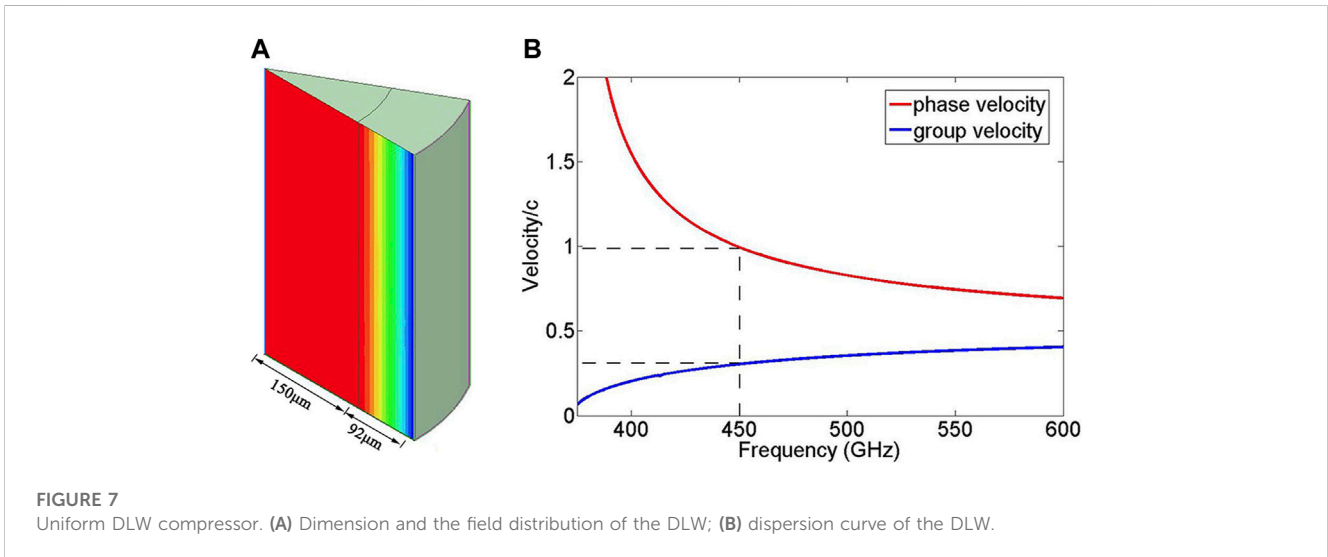 A
150μm
92μm
B
2
1.5
1
0.5
0
Velocity/c
phase velocity
group velocity
400 450 500 550 600
Frequency (GHz)
FIGURE 7
Uniform DLW compressor. (A) Dimension and the field distribution of the DLW; (B) dispersion curve of the DLW.